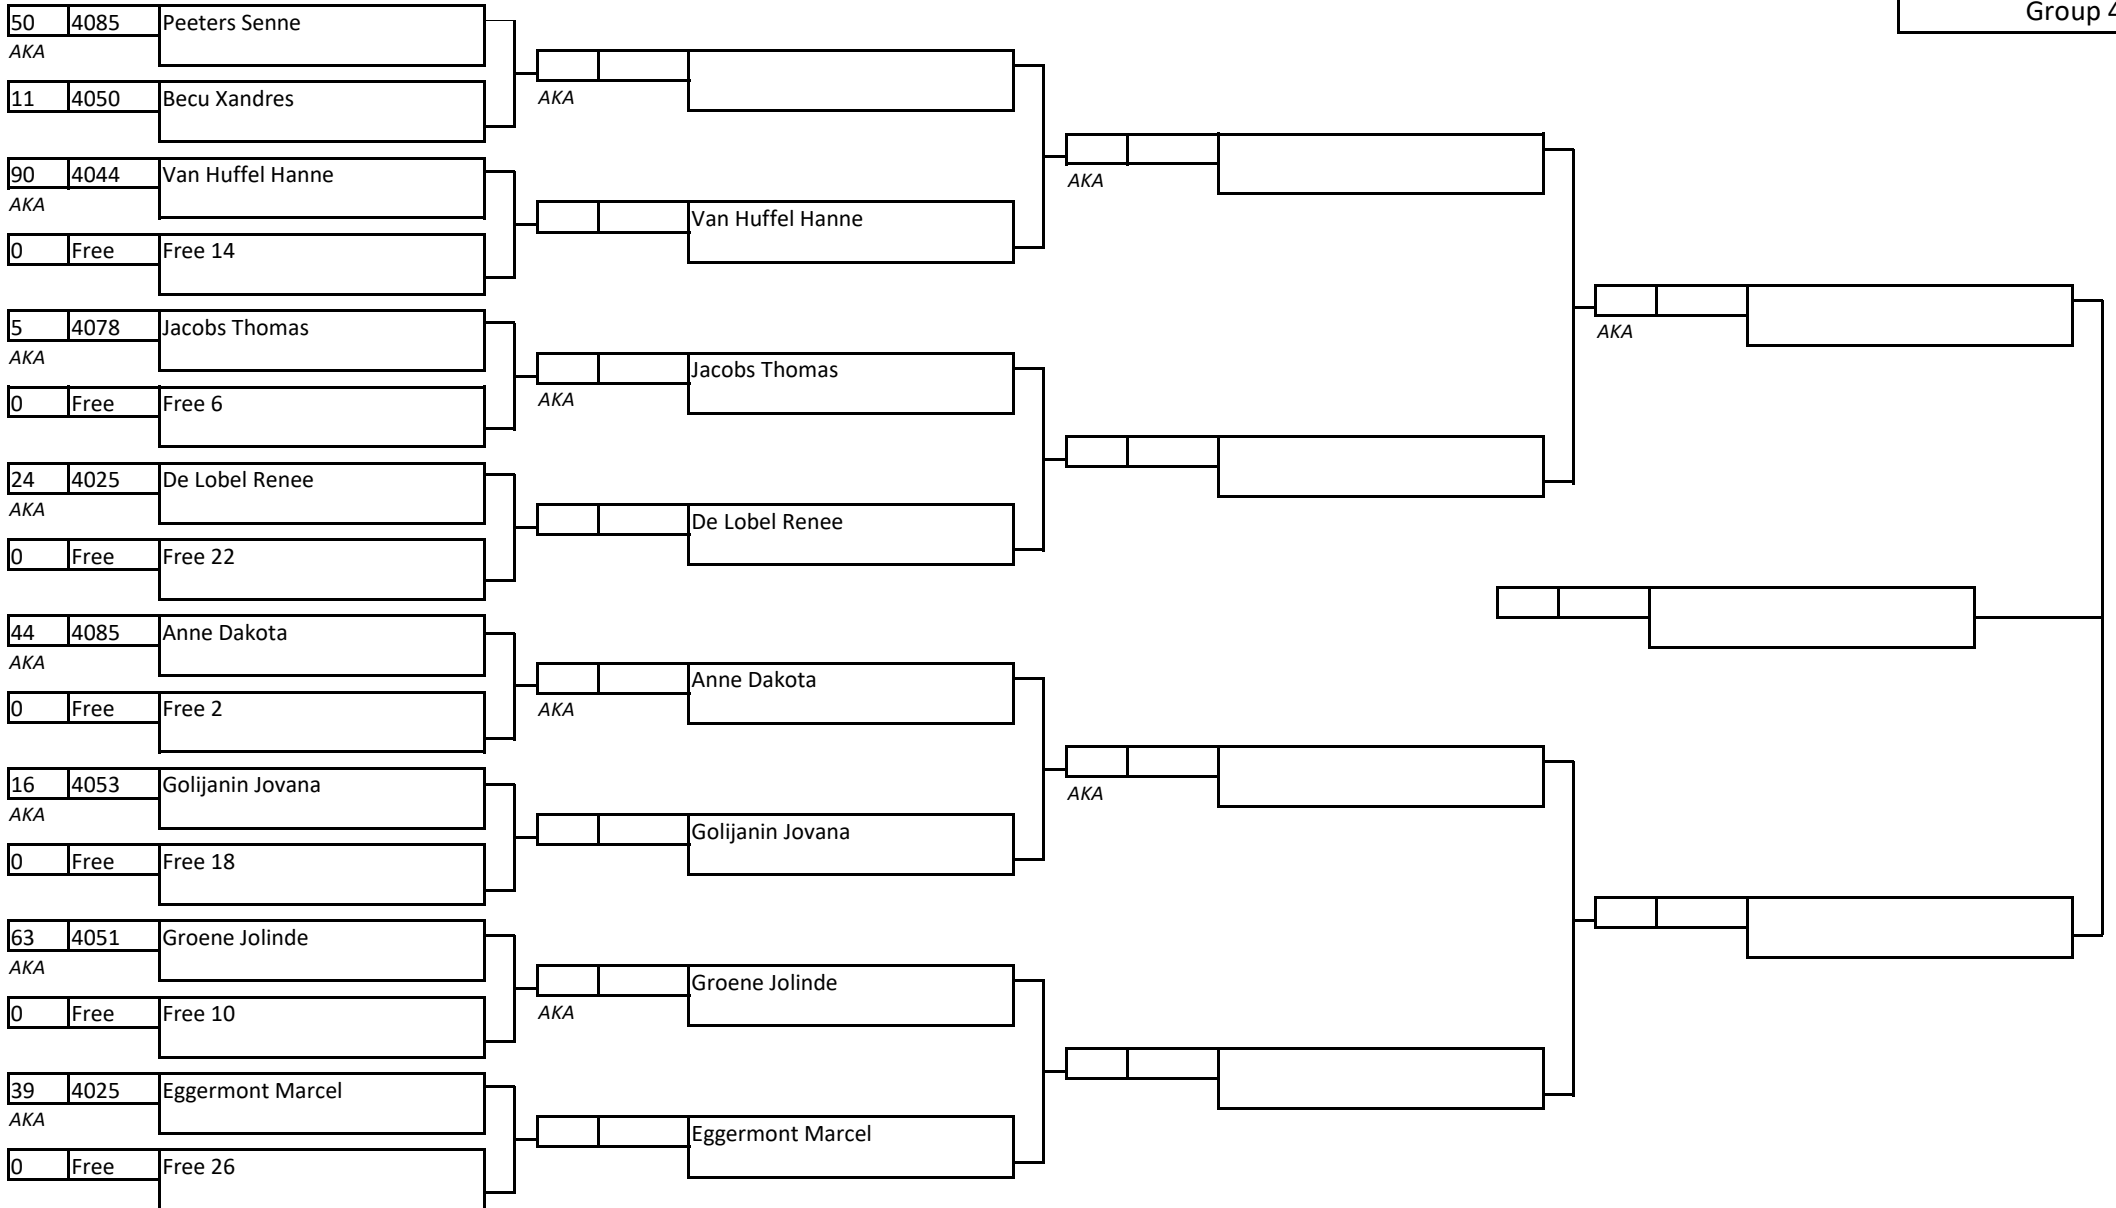 Group 4
50 4085 Peeters Senne
AKA
11 4050 Becu Xandres
AKA
90 4044 Van Huffel Hanne
AKA
AKA
Van Huffel Hanne
0 Free Free 14
5 4078 Jacobs Thomas
AKA
AKA
Jacobs Thomas
AKA
0 Free Free 6
24 4025 De Lobel Renee
AKA
De Lobel Renee
0 Free Free 22
44 4085 Anne Dakota
AKA
Anne Dakota
AKA
0 Free Free 2
16 4053 Golijanin Jovana
AKA
AKA
Golijanin Jovana
0 Free Free 18
63 4051 Groene Jolinde
AKA
Groene Jolinde
AKA
0 Free Free 10
39 4025 Eggermont Marcel
AKA
Eggermont Marcel
0 Free Free 26